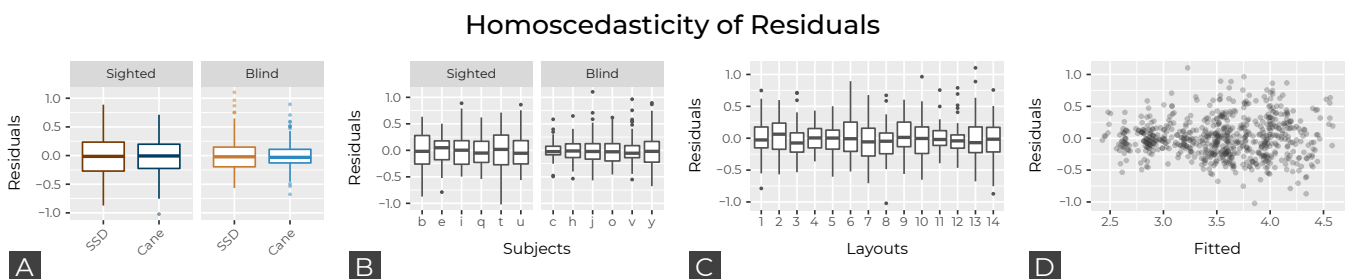 Homoscedasticity of Residuals
Residuals
Sighted
Blind
1.0
0.5
0.0
−0.5
−1.0
SSD
Cane
SSD
Cane
A
Residuals
Sighted
Blind
1.0
0.5
0.0
−0.5
−1.0
b e i q t u
c h j o v y
Subjects
B
Residuals
1.0
0.5
0.0
−0.5
−1.0
1 2 3 4 5 6 7 8 9 10 11 12 13 14
Layouts
C
Residuals
1.0
0.5
0.0
−0.5
−1.0
2.5 3.0 3.5 4.0 4.5
Fitted
D